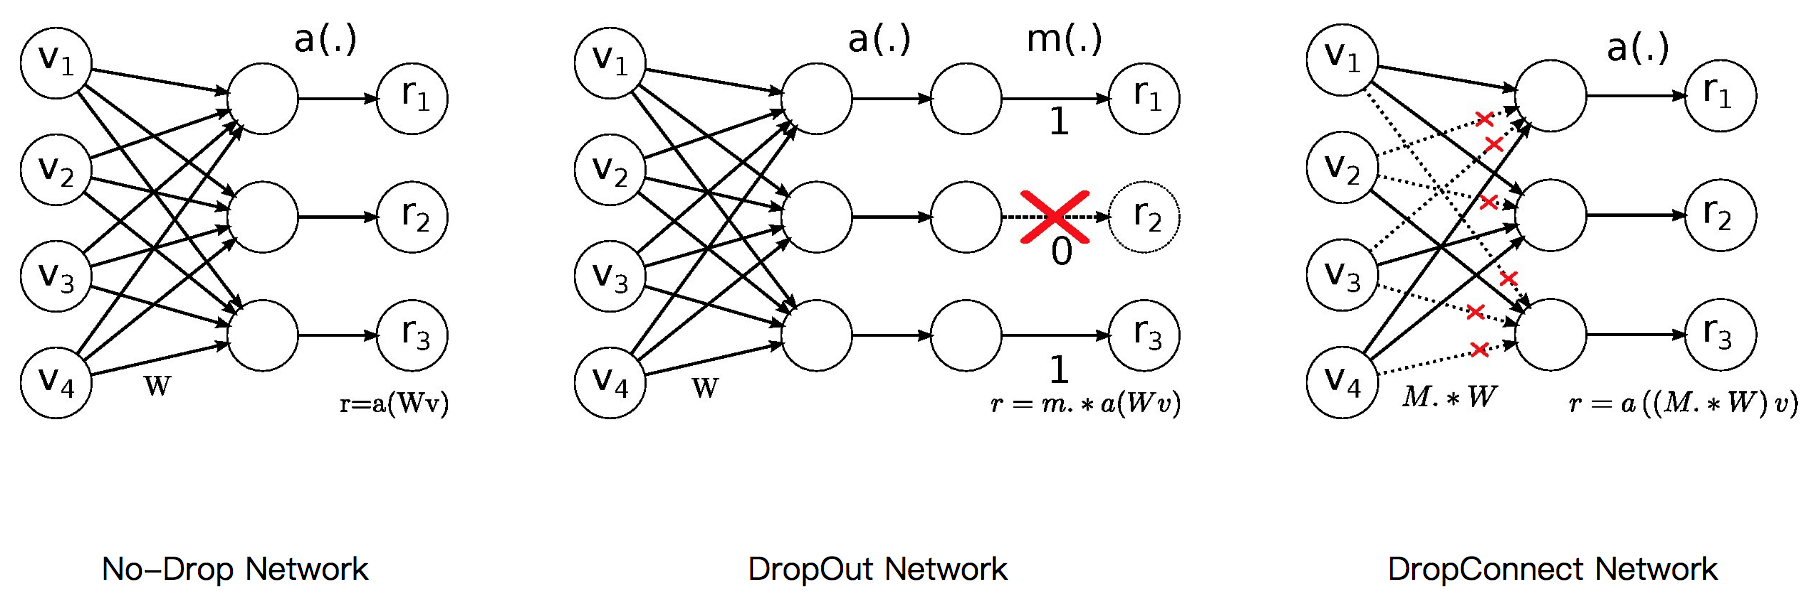 a(.)
v1
r1
v2
r2
v3
r3
v4
W
r=a(Wv)
No-Drop Network
a(.)
m(.)
v1
r1
1
v2
r2
0
v3
r3
v4
1
W
r = m. * a(Wv)
DropOut Network
a(.)
v1
r1
v2
r2
v3
r3
v4
M. * W
r = a ((M. * W) v)
DropConnect Network